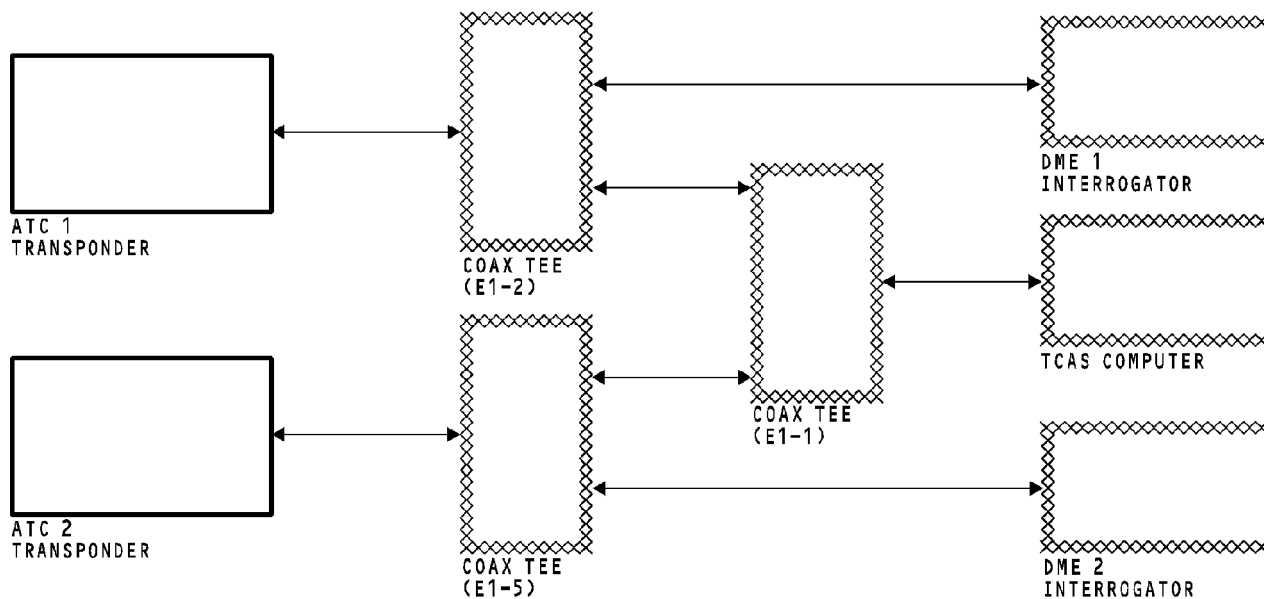 ATC 1
TRANSPONDER
COAX TEE
(E1-2)
DME 1
INTERROGATOR
TCAS COMPUTER
COAX TEE
(E1-1)
ATC 2
TRANSPONDER
COAX TEE
(E1-5)
DME 2
INTERROGATOR